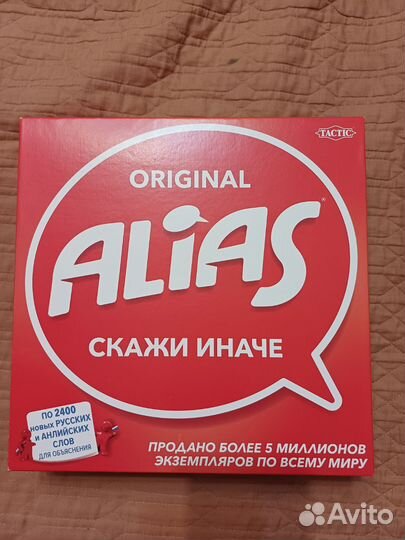 TACTIC
ORIGINAL
ALIAS®
СКАЖИ ИНАЧЕ
ПО 2400
новых РУССКИХ
и АНЛИЙСКИХ
СЛОВ
ДЛЯ ОБЪЯСНЕНИЯ
ПРОДАНО БОЛЕЕ 5 МИЛЛИОНОВ
ЭКЗЕМПЛЯРОВ ПО ВСЕМУ МИРУ
Avito